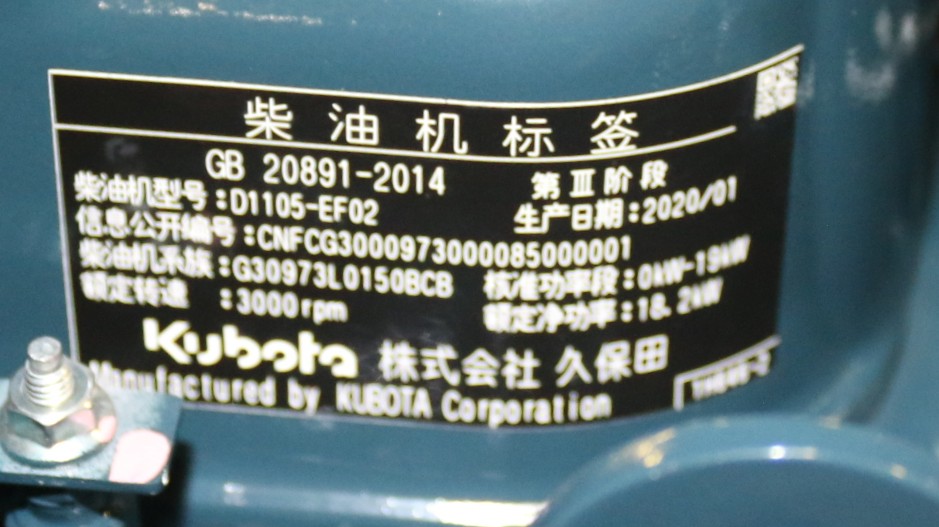 柴油机标签
GB 20891-2014 第Ⅲ阶段
柴油机型号:D1105-EF02 生产日期:2020/01
信息公开编号:CNFCG3000973000085000001
柴油机系族:G30973L0150BCB 核准功率段:0kW-19kW
额定转速 :3000rpm 额定净功率:18.2kW
Kubota 株式会社 久保田
Manufactured by KUBOTA Corporation